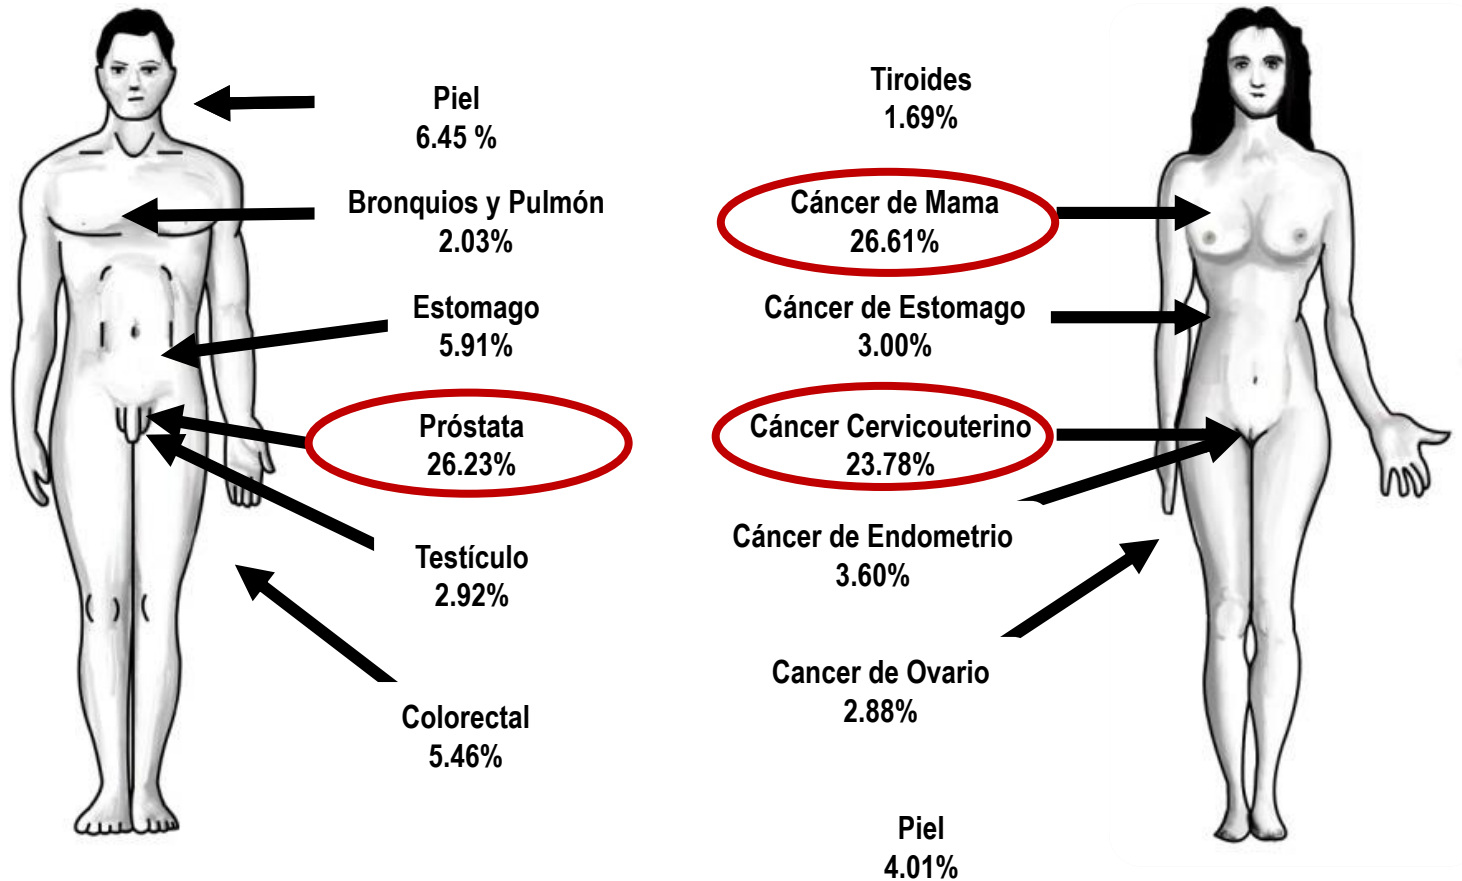 Piel
6.45 %
Bronquios y Pulmón
2.03%
Estomago
5.91%
Próstata
26.23%
Testículo
2.92%
Colorectal
5.46%
Tiroides
1.69%
Cáncer de Mama
26.61%
Cáncer de Estomago
3.00%
Cáncer Cervicouterino
23.78%
Cáncer de Endometrio
3.60%
Cancer de Ovario
2.88%
Piel
4.01%